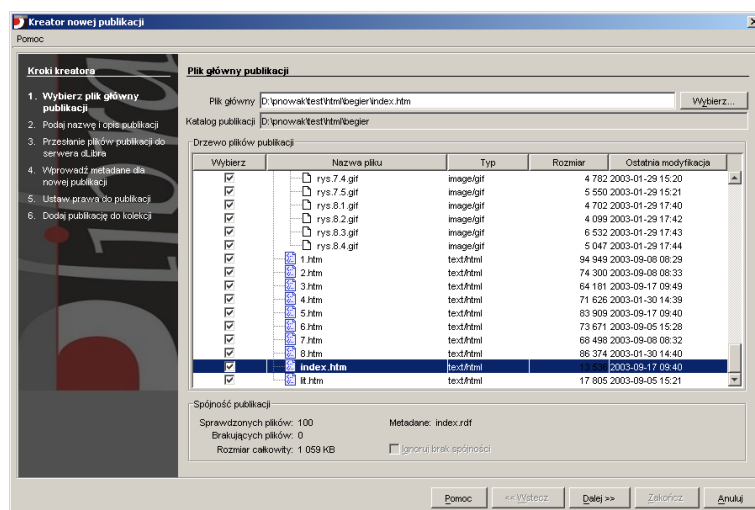 Kreator nowej publikacji
Pomoc
Kroki kreatora
1. Wybierz plik główny
publikacji
2. Podaj nazwę i opis publikacji
3. Przesłanie plików publikacji do
serwera dLibra
4. Wprowadź metadane dla
nowej publikacji
5. Ustaw prawa do publikacji
6. Dodaj publikację do kolekcji
Plik główny publikacji
Plik główny D:\pnowak\test\html\begier\index.htm Wybierz...
Katalog publikacji D:\pnowak\test\html\begier
Drzewo plików publikacji
Wybierz Nazwa pliku Typ Rozmiar Ostatnia modyfikacja
rys.7.4.gif image/gif 4 782 2003-01-29 15:20
rys.7.5.gif image/gif 5 550 2003-01-29 15:21
rys.8.1.gif image/gif 4 702 2003-01-29 17:40
rys.8.2.gif image/gif 4 099 2003-01-29 17:42
rys.8.3.gif image/gif 6 532 2003-01-29 17:43
rys.8.4.gif image/gif 5 047 2003-01-29 17:44
1.htm text/html 94 949 2003-09-08 08:29
2.htm text/html 74 300 2003-09-08 08:33
3.htm text/html 64 181 2003-09-17 09:49
4.htm text/html 71 626 2003-01-30 14:39
5.htm text/html 83 909 2003-09-17 09:40
6.htm text/html 73 671 2003-09-05 15:28
7.htm text/html 68 498 2003-09-08 08:32
8.htm text/html 86 374 2003-01-30 14:40
index.htm text/html 2003-09-17 09:40
lit.htm text/html 17 805 2003-09-05 15:21
Spójność publikacji
Sprawdzonych plików: 100 Metadane: index.rdf
Brakujących plików: 0
Rozmiar całkowity: 1 059 KB Ignoruj brak spójności
Pomoc << Wstecz Dalej >> Zakończ Anuluj